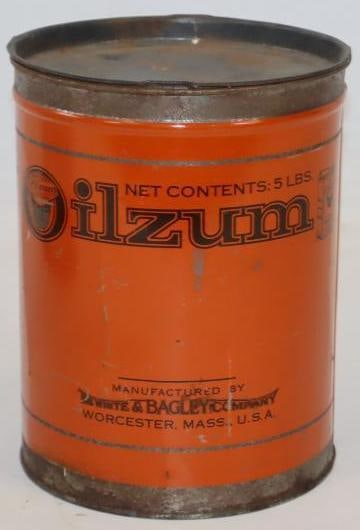 NET CONTENTS: 5 LBS.
Oilzum
MANUFACTURED BY
WHITE & BAGLEY COMPANY
WORCESTER, MASS., U.S.A.